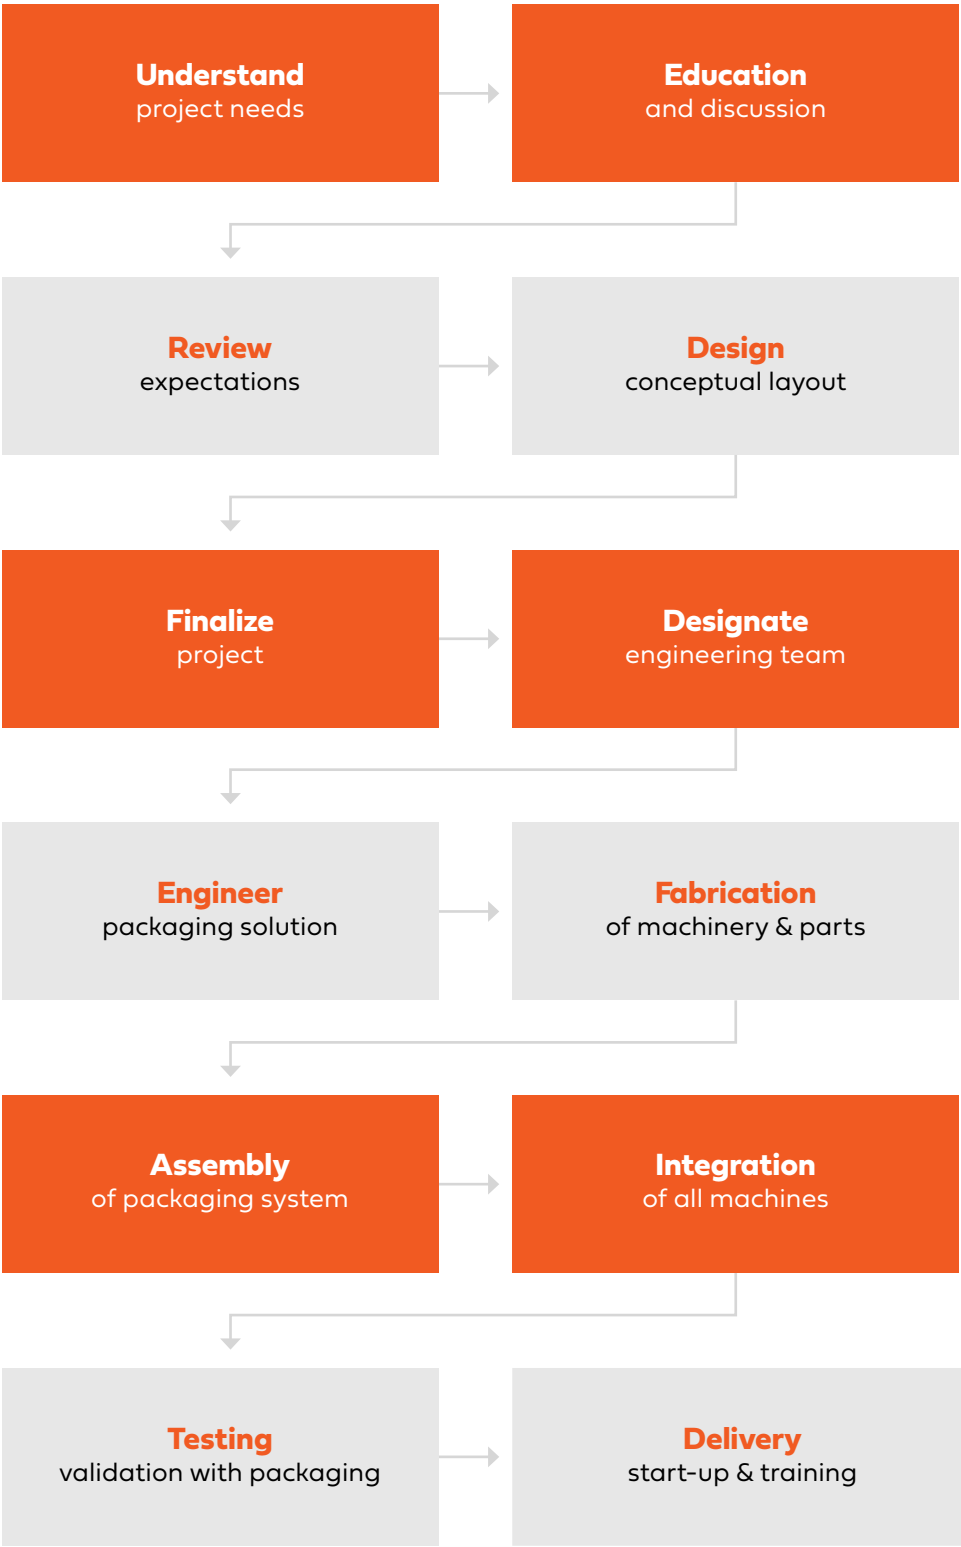 Understand
project needs
Education
and discussion
Review
expectations
Design
conceptual layout
Finalize
project
Designate
engineering team
Engineer
packaging solution
Fabrication
of machinery & parts
Assembly
of packaging system
Integration
of all machines
Testing
validation with packaging
Delivery
start-up & training